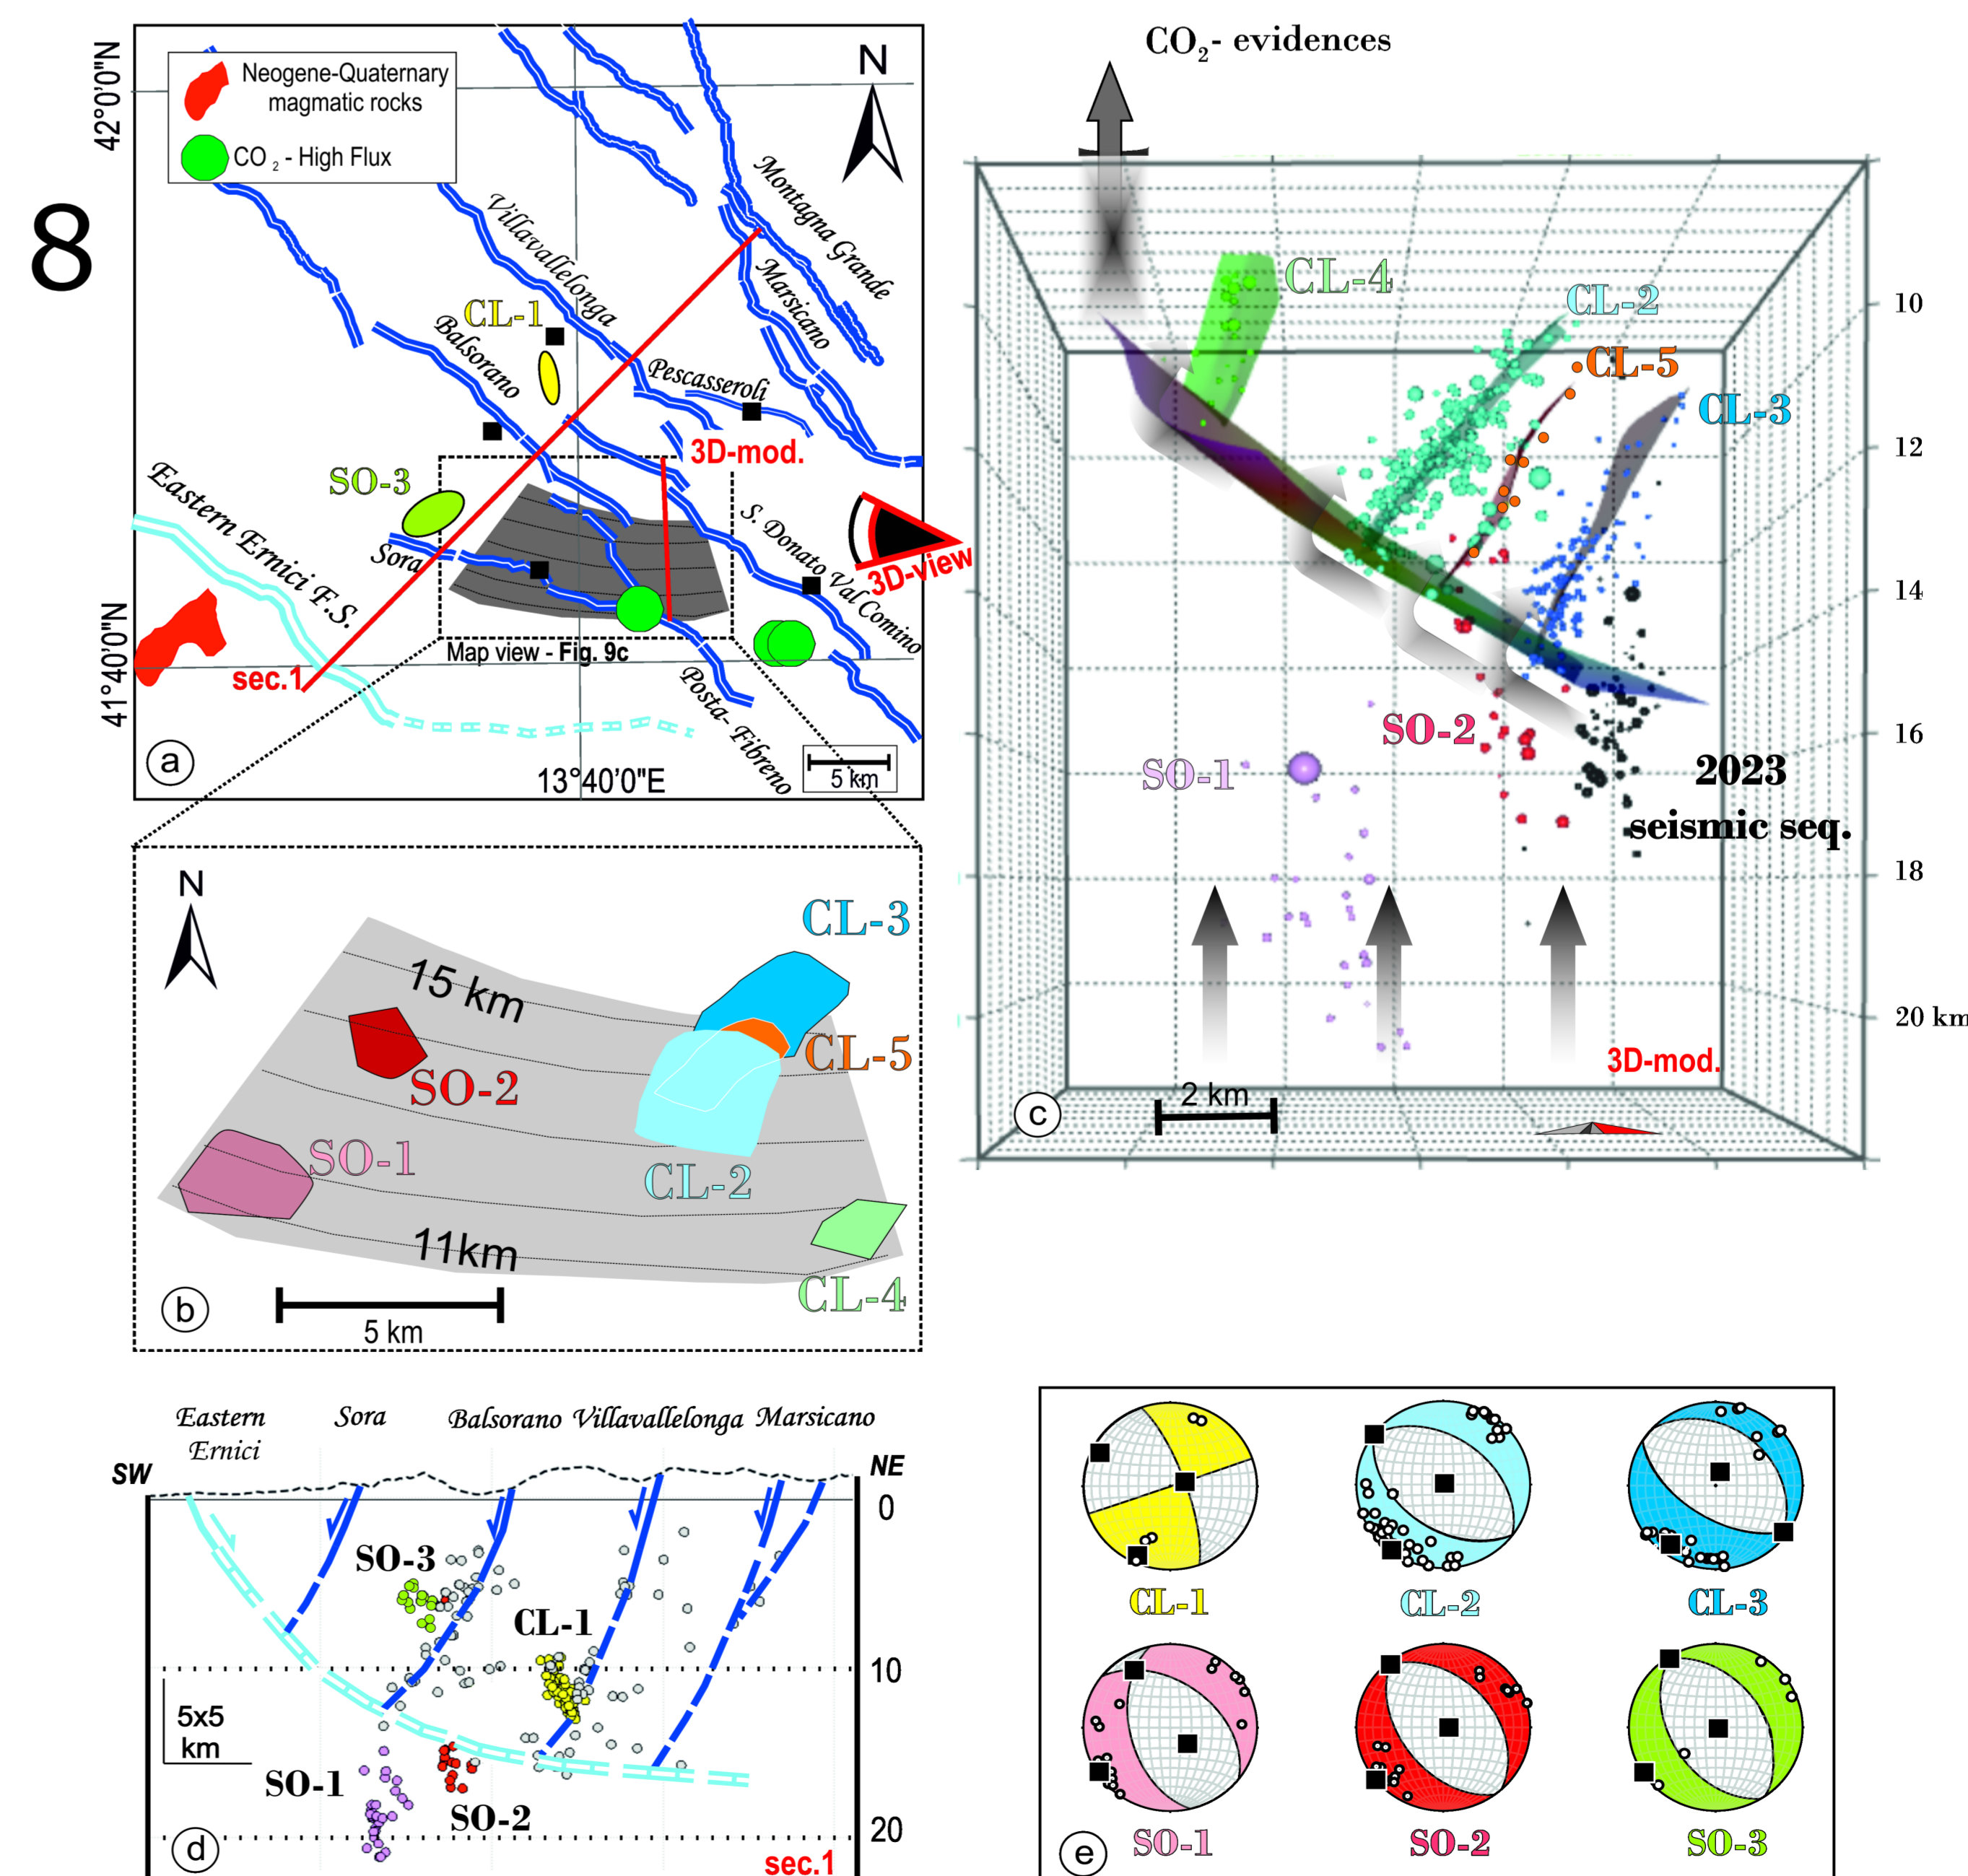 8
42°0'0"N
41°40'0"N
Neogene-Quaternary
magmatic rocks
CO2 - High Flux
N
Montagna Grande
Villavallelonga
Marsicano
CL-1
Balsorano
Pescasseroli
3D-mod.
SO-3
Eastern Ernici F.S.
Sora
S. Donato Val Comino
3D-view
Map view - Fig. 9c
sec.1
Posta-Fibreno
13°40'0"E
5 km
a
N
CL-3
15 km
CL-5
SO-2
SO-1
CL-2
11km
CL-4
b
5 km
CO2- evidences
CL-4
CL-2
CL-5
CL-3
10
12
14
16
18
20 km
SO-2
SO-1
2023
seismic seq.
3D-mod.
2 km
c
Eastern
Ernici
Sora
Balsorano
Villavallelonga
Marsicano
SW
NE
0
SO-3
CL-1
10
5x5
km
SO-1
SO-2
20
d
sec.1
CL-1
CL-2
CL-3
SO-1
SO-2
SO-3
e